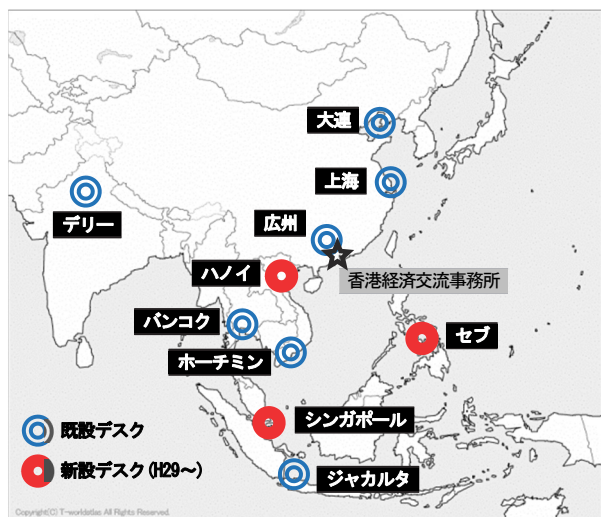 大連
上海
デリー
広州
ハノイ
香港経済交流事務所
バンコク
セブ
ホーチミン
シンガポール
既設デスク
新設デスク(H29～)
ジャカルタ
Copyright(C) T-worldatlas All Rights Reserved.